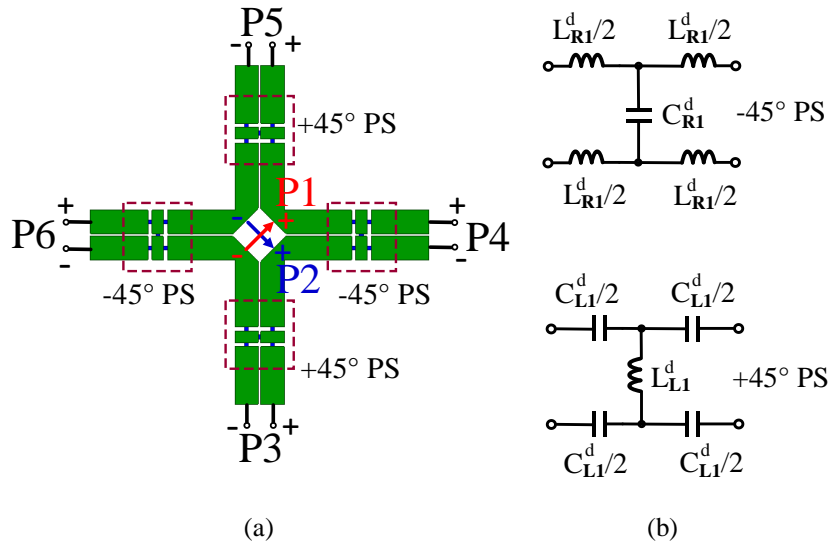 P5
- +
+45° PS
P1
- +
+ +
P6 P4
- - + -
P2
-45° PS -45° PS
+45° PS
- +
P3
(a)
L^d_R1/2 L^d_R1/2
C^d_R1 -45° PS
L^d_R1/2 L^d_R1/2
C^d_L1/2 C^d_L1/2
L^d_L1 +45° PS
C^d_L1/2 C^d_L1/2
(b)